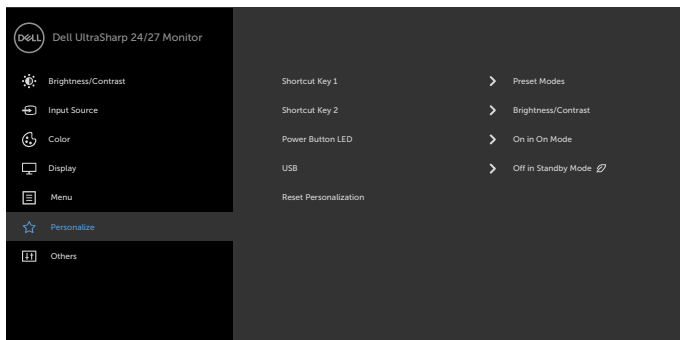 DELL Dell UltraSharp 24/27 Monitor
Brightness/Contrast
Input Source
Color
Display
Menu
Personalize
Others
Shortcut Key 1 Preset Modes
Shortcut Key 2 Brightness/Contrast
Power Button LED On in On Mode
USB Off in Standby Mode
Reset Personalization